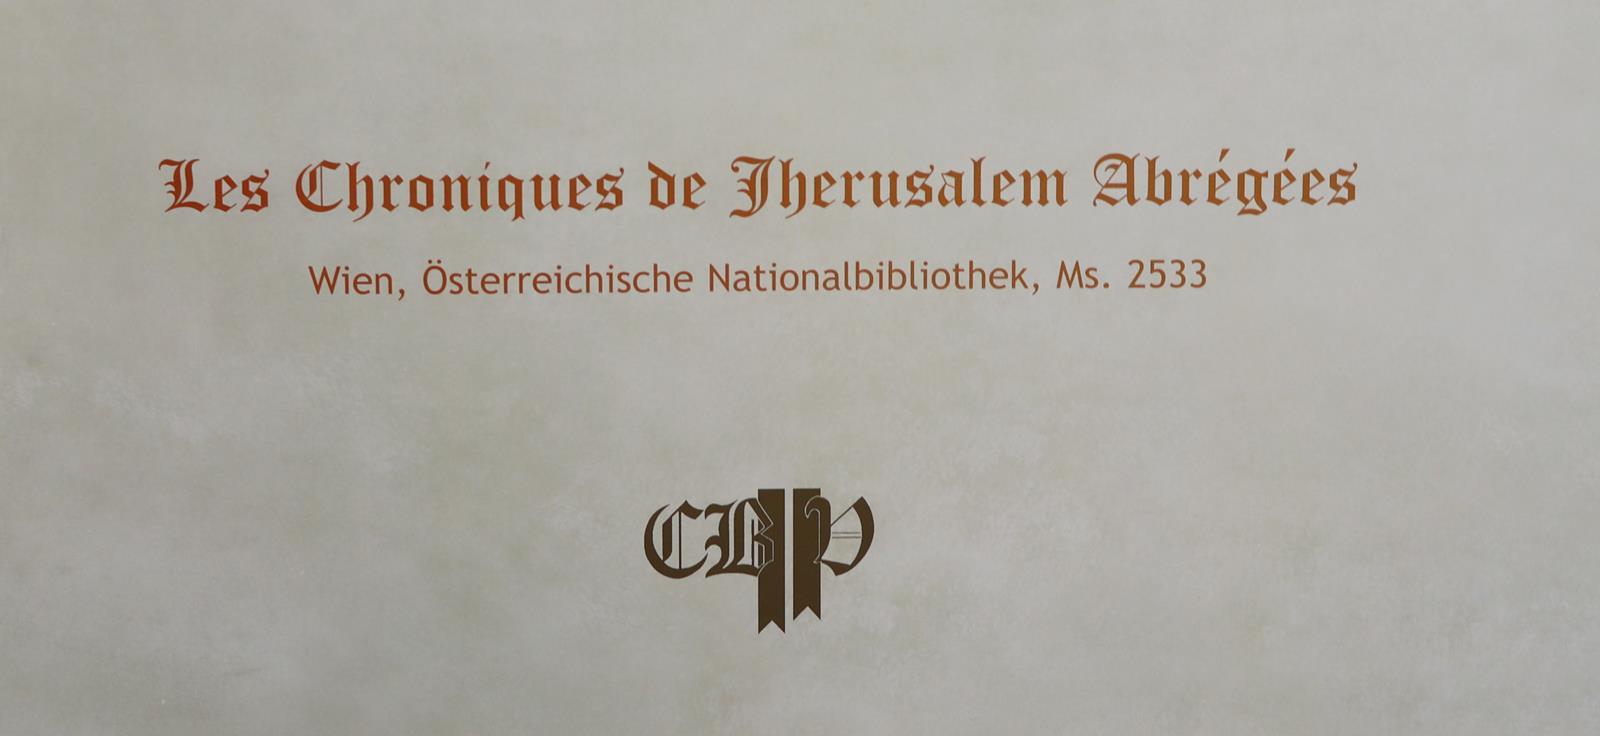 Les Chroniques de Jherusalem Abrégées
Wien, Österreichische Nationalbibliothek, Ms. 2533
CBP